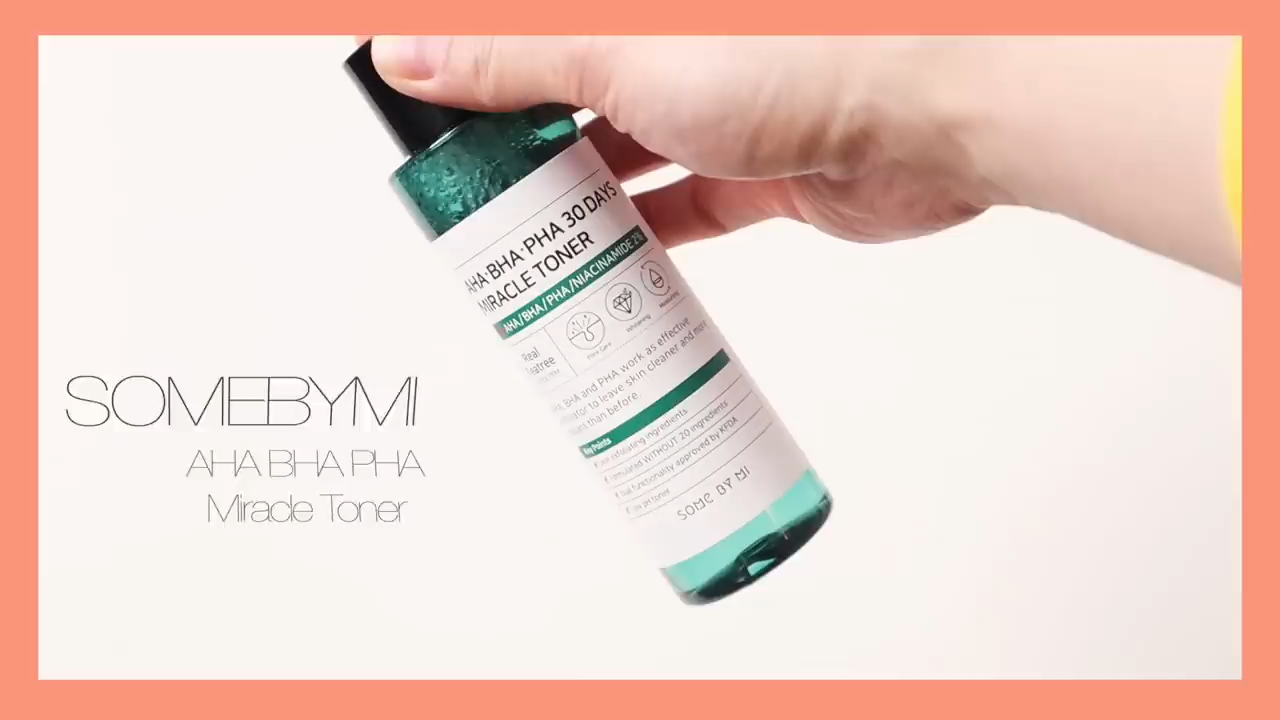 SOMEBYMI
AHA BHA PHA
Miracle Toner
AHA·BHA·PHA 30 DAYS
MIRACLE TONER
AHA/BHA/PHA/NIACINAMIDE 2%
Real
Pore Care
Whitening
Moisturizing
BHA and PHA work as effective
to leave skin cleaner and more
than before.
Key Points
exfoliating ingredients
Formulated WITHOUT 20 ingredients
functionality approved by KFDA
pH toner
SOME BY MI